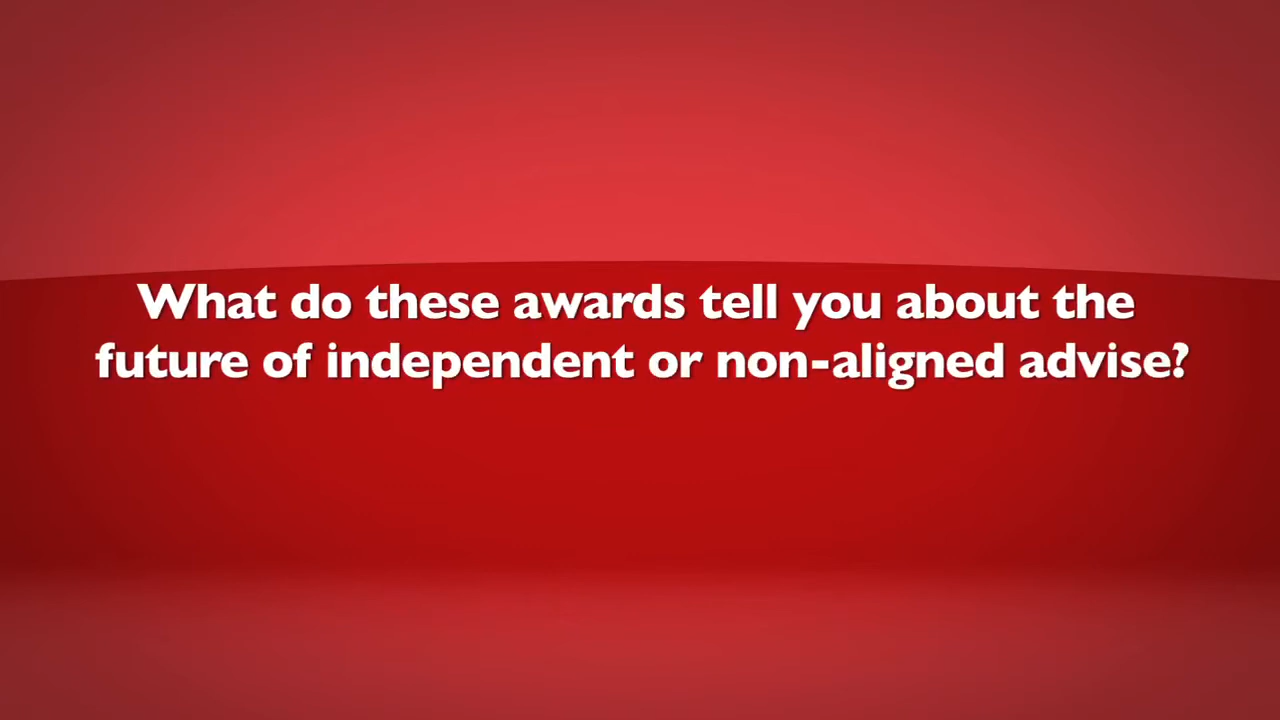 What do these awards tell you about the
future of independent or non-aligned advise?